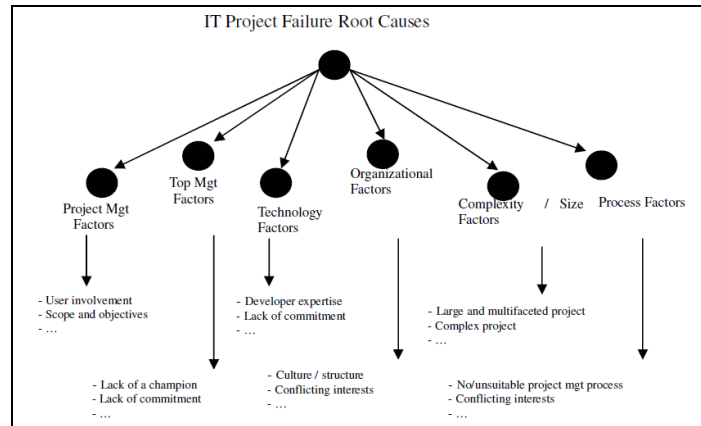 IT Project Failure Root Causes
Project Mgt
Factors
Top Mgt
Factors
Technology
Factors
Organizational
Factors
Complexity / Size
Factors
Process Factors
- User involvement
- Scope and objectives
- ...
- Developer expertise
- Lack of commitment
- ...
- Large and multifaceted project
- Complex project
- ...
- Lack of a champion
- Lack of commitment
- ...
- Culture / structure
- Conflicting interests
- ...
- No/unsuitable project mgt process
- Conflicting interests
- ...